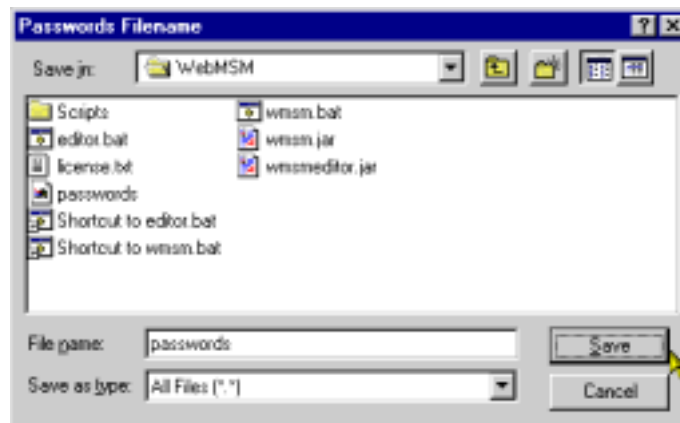 Passwords Filename
Save in: WebMSM
Scripts
editor.bat
license.txt
passwords
Shortcut to editor.bat
Shortcut to wmsm.bat
wmsm.bat
wmsm.jar
wmsmeditor.jar
File name: passwords Save
Save as type: All Files (*.*) Cancel